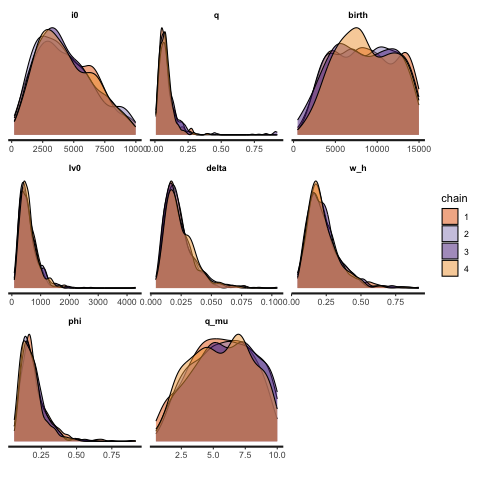 i0 q birth
0 2500 5000 7500 10000 0.00 0.25 0.50 0.75 0 5000 10000 15000
lv0 delta w_h
0 1000 2000 3000 4000 0.000 0.025 0.050 0.075 0.100 0.25 0.50 0.75
phi q_mu
0.25 0.50 0.75 2.5 5.0 7.5 10.0
chain
1
2
3
4